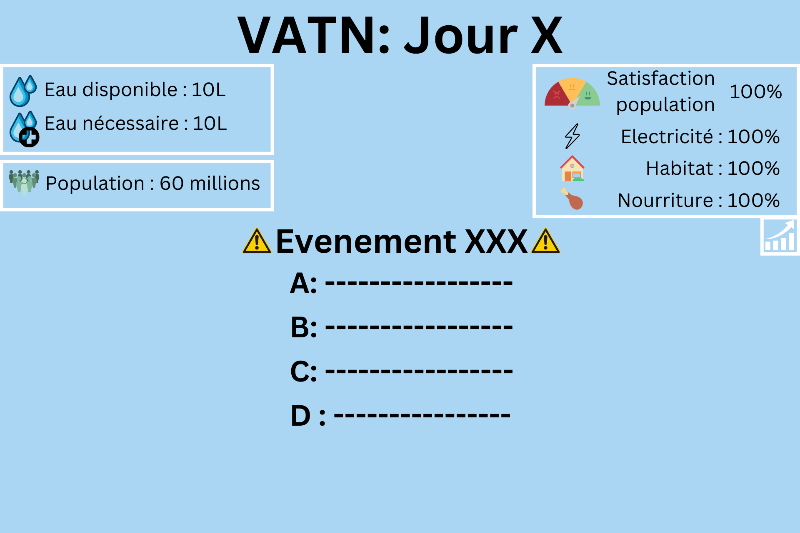 VATN: Jour X
Eau disponible : 10L
Eau nécessaire : 10L
Population : 60 millions
Satisfaction
population 100%
Electricité : 100%
Habitat : 100%
Nourriture : 100%
Evenement XXX
A: -----------------
B: -----------------
C: -----------------
D : ----------------